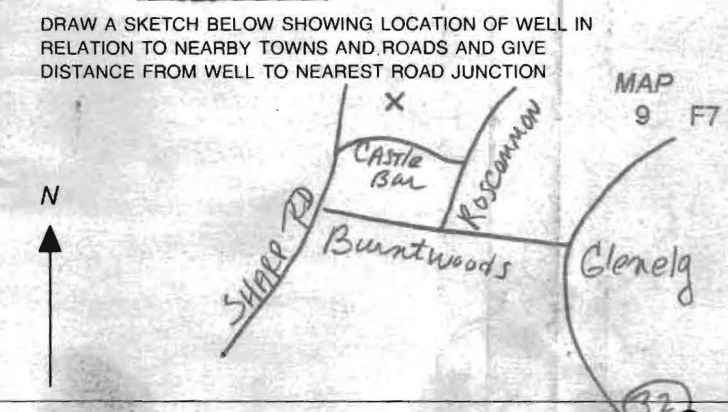 DRAW A SKETCH BELOW SHOWING LOCATION OF WELL IN
RELATION TO NEARBY TOWNS AND ROADS AND GIVE
DISTANCE FROM WELL TO NEAREST ROAD JUNCTION
MAP
9 F7
X
CAStle
Bar
ROSCOMMON
N
SHARP RD
Burntwoods
Glenelg
32